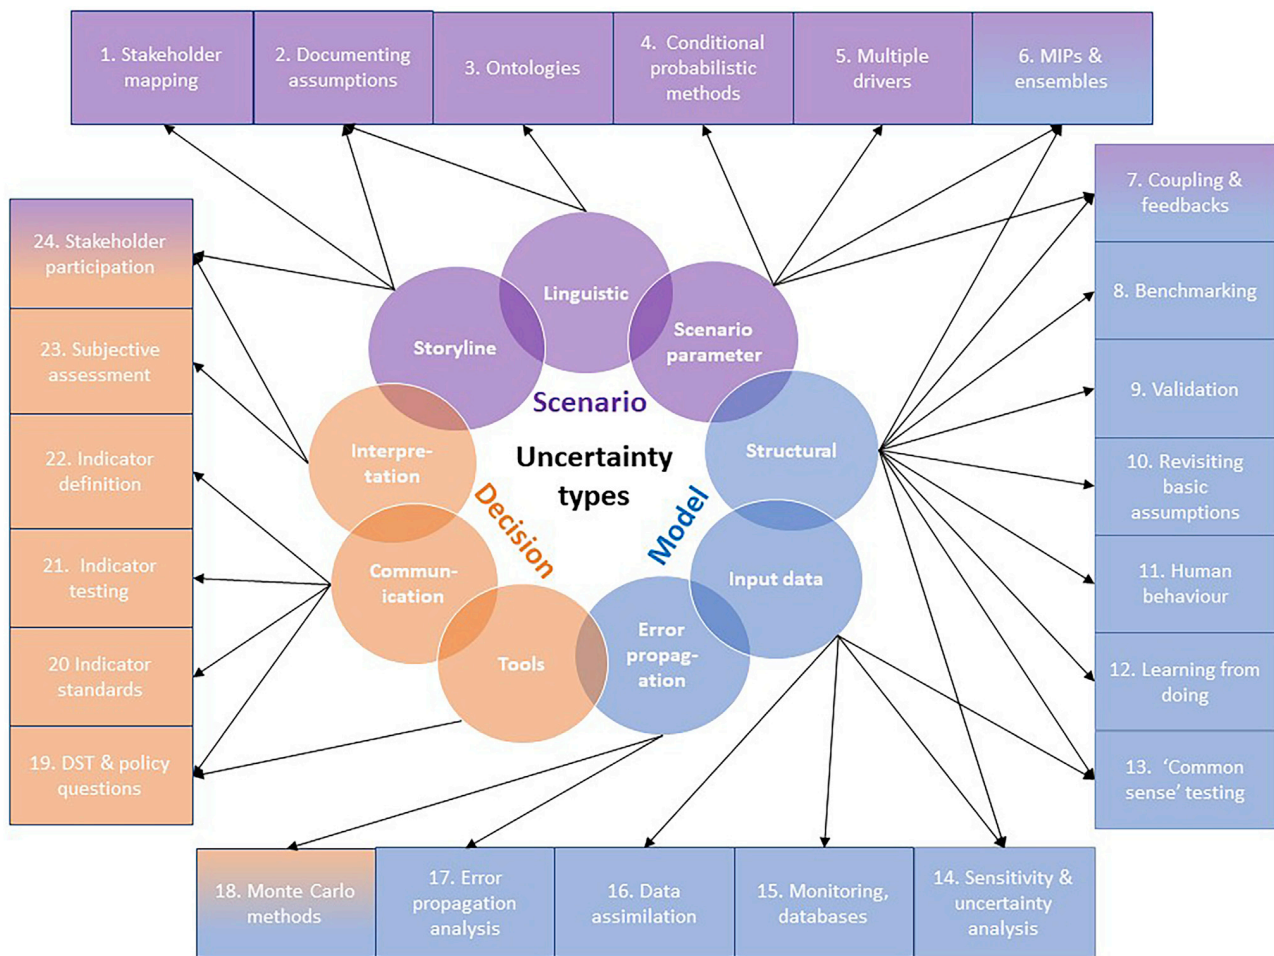 1. Stakeholder
mapping
2. Documenting
assumptions
3. Ontologies
4. Conditional
probabilistic
methods
5. Multiple
drivers
6. MIPs &
ensembles
7. Coupling &
feedbacks
8. Benchmarking
9. Validation
10. Revisiting
basic
assumptions
11. Human
behaviour
12. Learning from
doing
13. ‘Common
sense’ testing
14. Sensitivity &
uncertainty
analysis
15. Monitoring,
databases
16. Data
assimilation
17. Error
propagation
analysis
18. Monte Carlo
methods
19. DST & policy
questions
20 Indicator
standards
21. Indicator
testing
22. Indicator
definition
23. Subjective
assessment
24. Stakeholder
participation
Storyline
Linguistic
Scenario
parameter
Structural
Input data
Error
propag-
ation
Tools
Commun-
ication
Interpre-
tation
Scenario
Uncertainty
types
Decision
Model